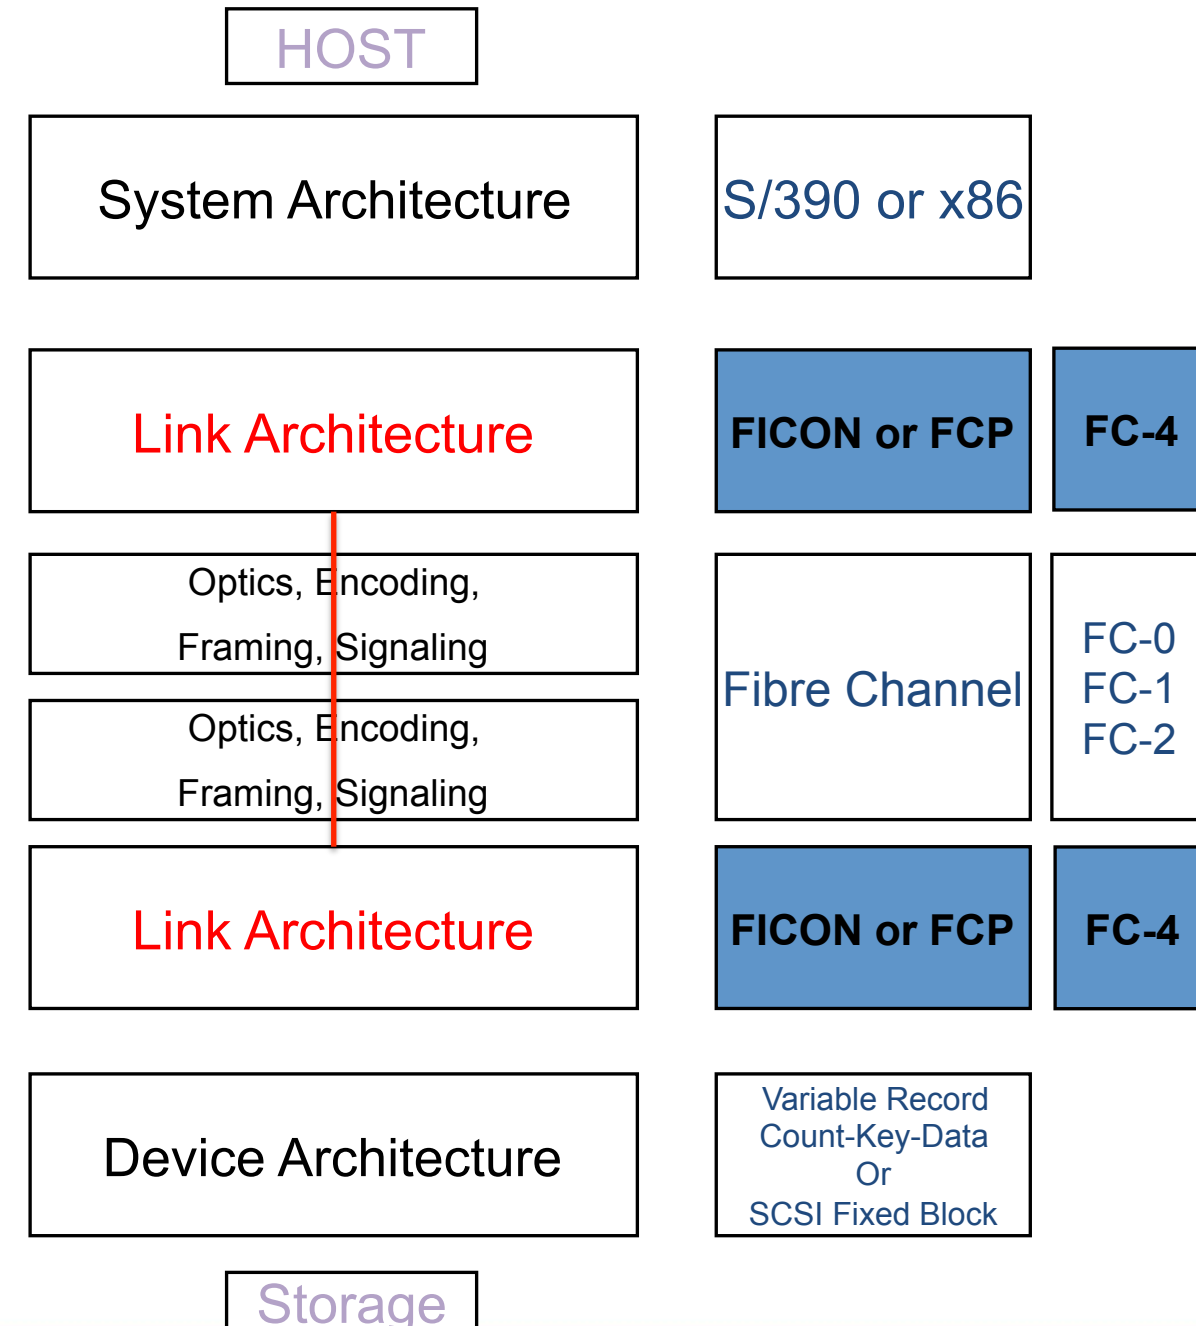 HOST
System Architecture
S/390 or x86
Link Architecture
FICON or FCP
FC-4
Optics, Encoding,
Framing, Signaling
Optics, Encoding,
Framing, Signaling
Fibre Channel
FC-0
FC-1
FC-2
Link Architecture
FICON or FCP
FC-4
Device Architecture
Variable Record
Count-Key-Data
Or
SCSI Fixed Block
Storage